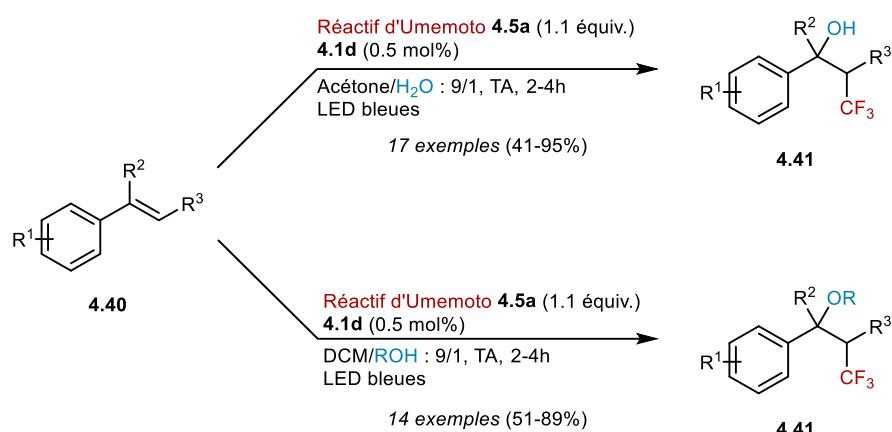 Réactif d'Umemoto 4.5a (1.1 équiv.)
4.1d (0.5 mol%)
Acétone/H₂O : 9/1, TA, 2-4h
LED bleues
17 exemples (41-95%)
R² OH
R³
R¹
CF₃
4.41
R²
R³
R¹
4.40
Réactif d'Umemoto 4.5a (1.1 équiv.)
4.1d (0.5 mol%)
DCM/ROH : 9/1, TA, 2-4h
LED bleues
14 exemples (51-89%)
R² OR
R³
R¹
CF₃
4.41